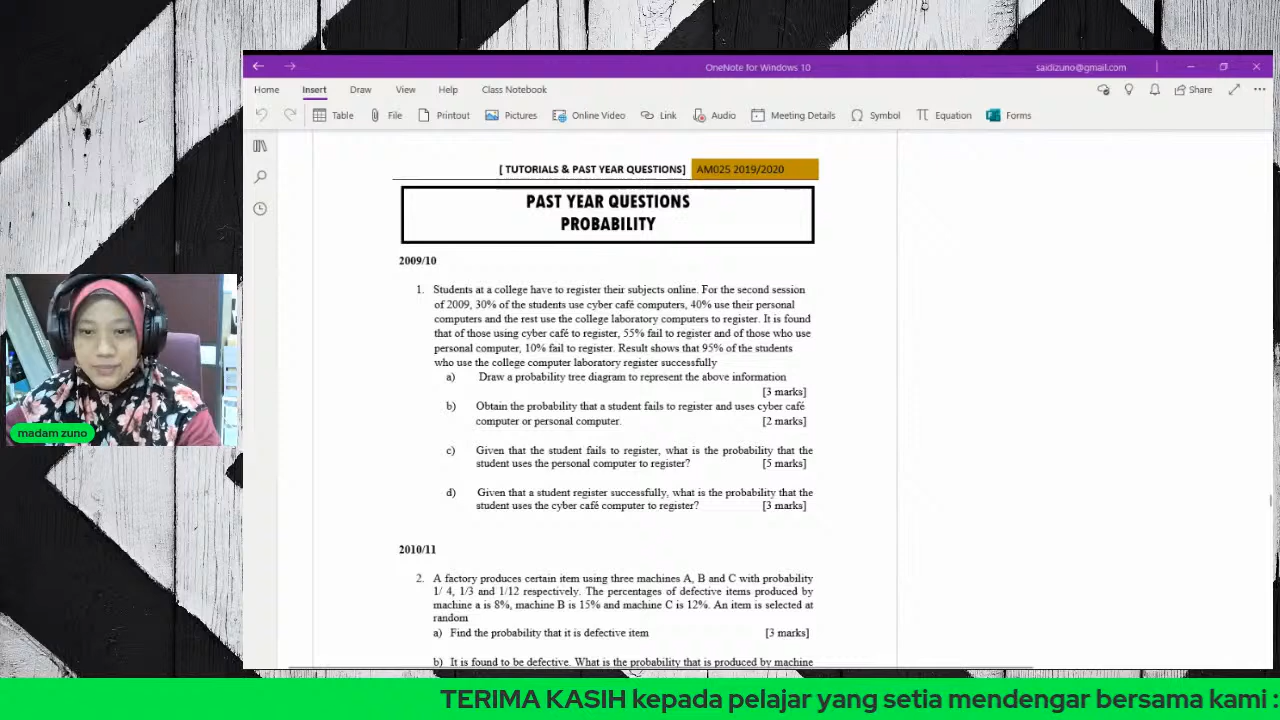 OneNote for Windows 10
saidizuno@gmail.com
Home Insert Draw View Help Class Notebook
Share
Table File Printout Pictures Online Video Link Audio Meeting Details Symbol Equation Forms
[ TUTORIALS & PAST YEAR QUESTIONS] AM025 2019/2020
PAST YEAR QUESTIONS
PROBABILITY
2009/10
1. Students at a college have to register their subjects online. For the second session
of 2009, 30% of the students use cyber café computers, 40% use their personal
computers and the rest use the college laboratory computers to register. It is found
that of those using cyber café to register, 55% fail to register and of those who use
personal computer, 10% fail to register. Result shows that 95% of the students
who use the college computer laboratory register successfully
a) Draw a probability tree diagram to represent the above information
[3 marks]
b) Obtain the probability that a student fails to register and uses cyber café
computer or personal computer. [2 marks]
c) Given that the student fails to register, what is the probability that the
student uses the personal computer to register? [5 marks]
d) Given that a student register successfully, what is the probability that the
student uses the cyber café computer to register? [3 marks]
2010/11
2. A factory produces certain item using three machines A, B and C with probability
1/ 4, 1/3 and 1/12 respectively. The percentages of defective items produced by
machine a is 8%, machine B is 15% and machine C is 12%. An item is selected at
random
a) Find the probability that it is defective item [3 marks]
b) It is found to be defective. What is the probability that is produced by machine
madam zuno
TERIMA KASIH kepada pelajar yang setia mendengar bersama kami :